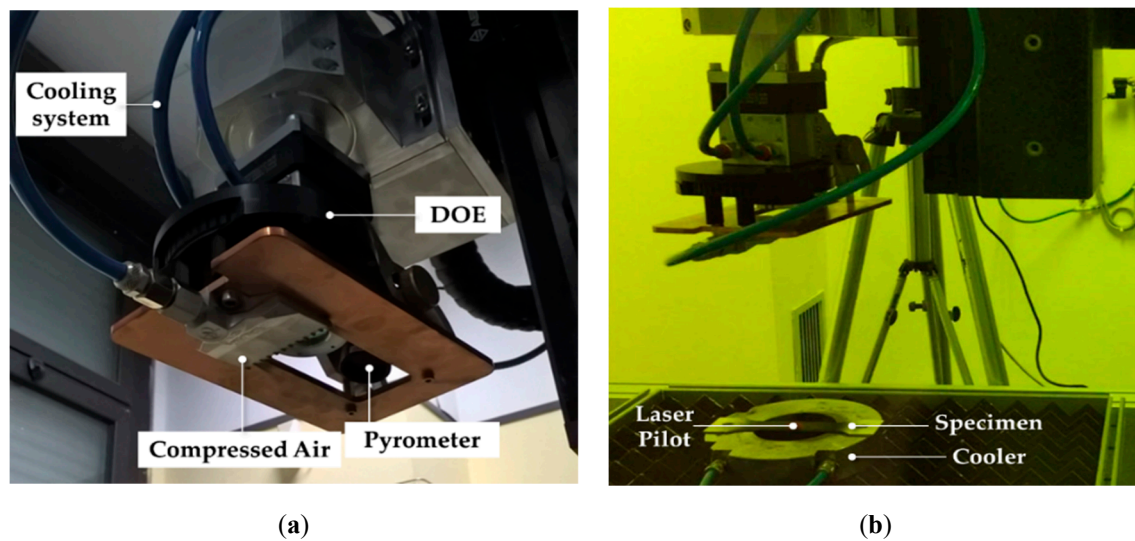 Cooling
system
DOE
Compressed Air
Pyrometer
Laser
Pilot
Specimen
Cooler
(a)
(b)